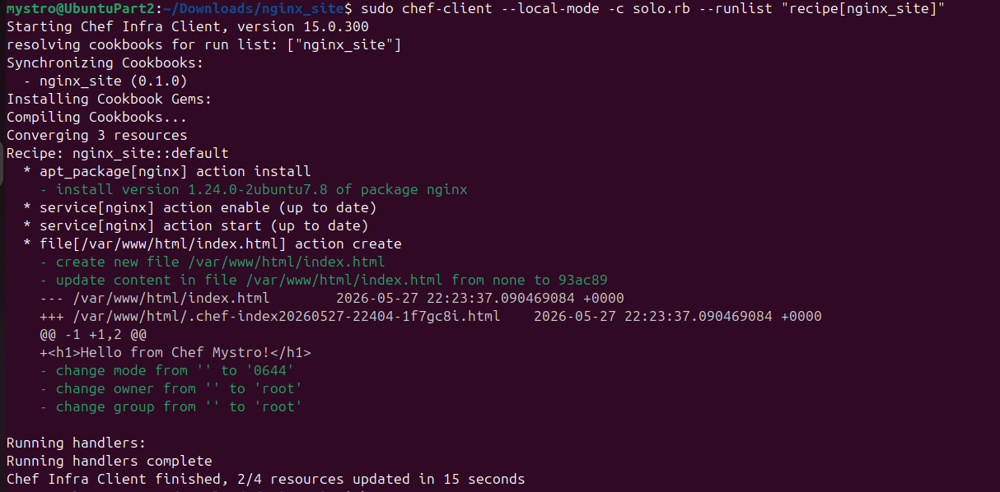 mystro@UbuntuPart2:~/Downloads/nginx_site$ sudo chef-client --local-mode -c solo.rb --runlist "recipe[nginx_site]"
Starting Chef Infra Client, version 15.0.300
resolving cookbooks for run list: ["nginx_site"]
Synchronizing Cookbooks:
  - nginx_site (0.1.0)
Installing Cookbook Gems:
Compiling Cookbooks...
Converging 3 resources
Recipe: nginx_site::default
  * apt_package[nginx] action install
    - install version 1.24.0-2ubuntu7.8 of package nginx
  * service[nginx] action enable (up to date)
  * service[nginx] action start (up to date)
  * file[/var/www/html/index.html] action create
    - create new file /var/www/html/index.html
    - update content in file /var/www/html/index.html from none to 93ac89
    --- /var/www/html/index.html        2026-05-27 22:23:37.090469084 +0000
    +++ /var/www/html/.chef-index20260527-22404-1f7gc8i.html    2026-05-27 22:23:37.090469084 +0000
    @@ -1 +1,2 @@
    +<h1>Hello from Chef Mystro!</h1>
    - change mode from '' to '0644'
    - change owner from '' to 'root'
    - change group from '' to 'root'

Running handlers:
Running handlers complete
Chef Infra Client finished, 2/4 resources updated in 15 seconds